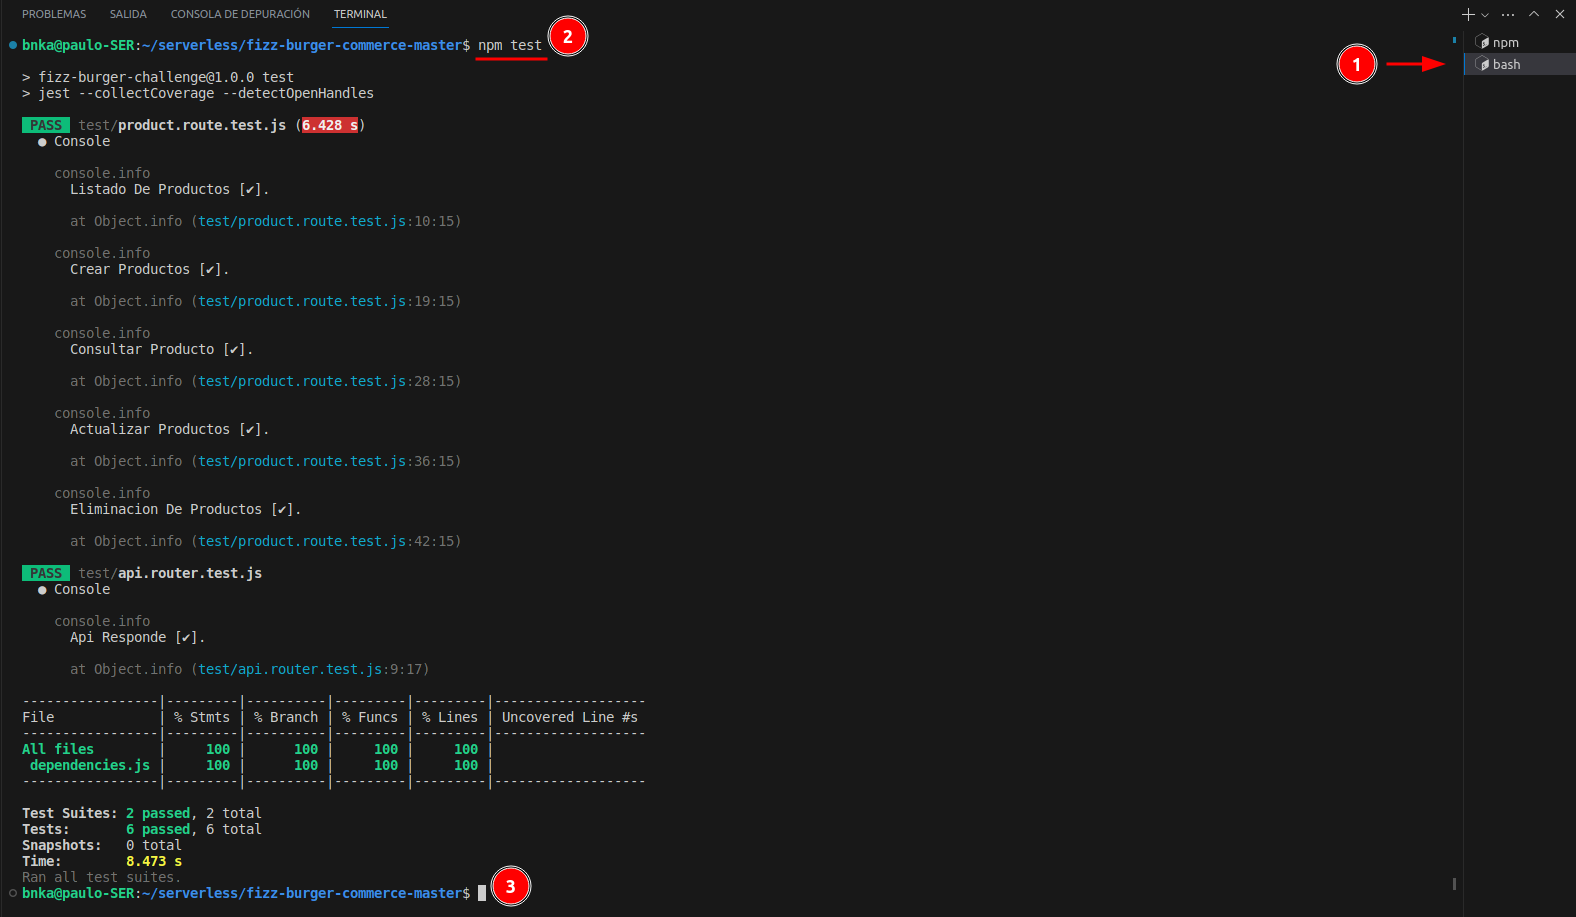 PROBLEMAS SALIDA CONSOLA DE DEPURACIÓN TERMINAL
bnka@paulo-SER:~/serverless/fizz-burger-commerce-master$ npm test 2
npm
1 bash
> fizz-burger-challenge@1.0.0 test
> jest --collectCoverage --detectOpenHandles
PASS test/product.route.test.js (6.428 s)
● Console
console.info
Listado De Productos [✔].
at Object.info (test/product.route.test.js:10:15)
console.info
Crear Productos [✔].
at Object.info (test/product.route.test.js:19:15)
console.info
Consultar Producto [✔].
at Object.info (test/product.route.test.js:28:15)
console.info
Actualizar Productos [✔].
at Object.info (test/product.route.test.js:36:15)
console.info
Eliminacion De Productos [✔].
at Object.info (test/product.route.test.js:42:15)
PASS test/api.router.test.js
● Console
console.info
Api Responde [✔].
at Object.info (test/api.router.test.js:9:17)
-----------------|---------|----------|---------|---------|-------------------
File | % Stmts | % Branch | % Funcs | % Lines | Uncovered Line #s
-----------------|---------|----------|---------|---------|-------------------
All files | 100 | 100 | 100 | 100 |
dependencies.js | 100 | 100 | 100 | 100 |
-----------------|---------|----------|---------|---------|-------------------
Test Suites: 2 passed, 2 total
Tests: 6 passed, 6 total
Snapshots: 0 total
Time: 8.473 s
Ran all test suites.
bnka@paulo-SER:~/serverless/fizz-burger-commerce-master$ 3